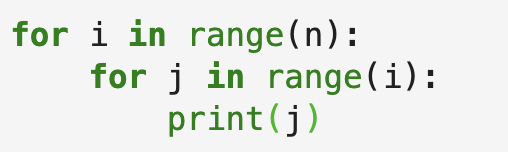 for i in range(n):
    for j in range(i):
        print(j)